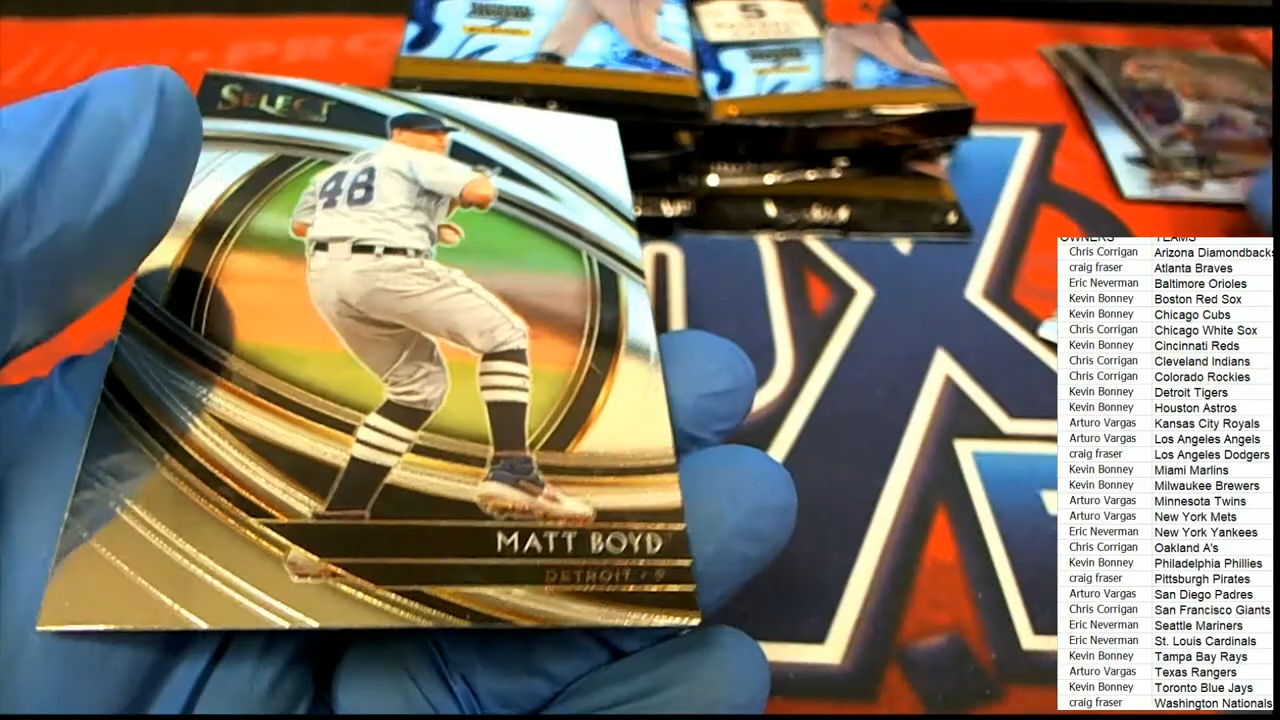 SELECT
48
5
MATT BOYD
DETROIT • P
OWNERS TEAMS
Chris Corrigan Arizona Diamondbacks
craig fraser Atlanta Braves
Eric Neverman Baltimore Orioles
Kevin Bonney Boston Red Sox
Kevin Bonney Chicago Cubs
Chris Corrigan Chicago White Sox
Kevin Bonney Cincinnati Reds
Chris Corrigan Cleveland Indians
Chris Corrigan Colorado Rockies
Kevin Bonney Detroit Tigers
Kevin Bonney Houston Astros
Arturo Vargas Kansas City Royals
Arturo Vargas Los Angeles Angels
craig fraser Los Angeles Dodgers
Kevin Bonney Miami Marlins
Kevin Bonney Milwaukee Brewers
Arturo Vargas Minnesota Twins
Arturo Vargas New York Mets
Eric Neverman New York Yankees
Chris Corrigan Oakland A's
Kevin Bonney Philadelphia Phillies
craig fraser Pittsburgh Pirates
Arturo Vargas San Diego Padres
Chris Corrigan San Francisco Giants
Eric Neverman Seattle Mariners
Eric Neverman St. Louis Cardinals
Kevin Bonney Tampa Bay Rays
Arturo Vargas Texas Rangers
Kevin Bonney Toronto Blue Jays
craig fraser Washington Nationals